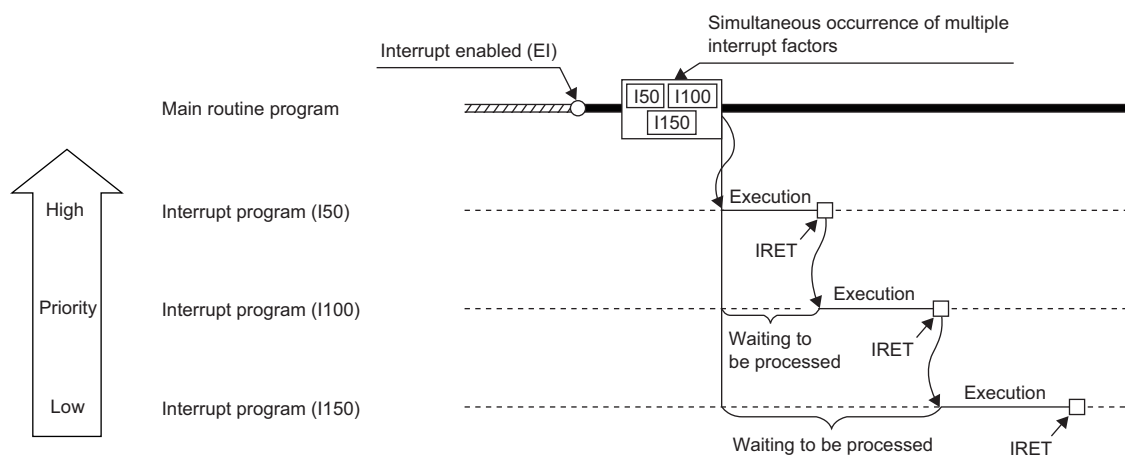 Simultaneous occurrence of multiple
interrupt factors
Interrupt enabled (EI)
Main routine program
I50 I100
I150
High
Interrupt program (I50)
Execution
IRET
Priority
Interrupt program (I100)
Execution
Waiting to
be processed
IRET
Low
Interrupt program (I150)
Execution
Waiting to be processed
IRET